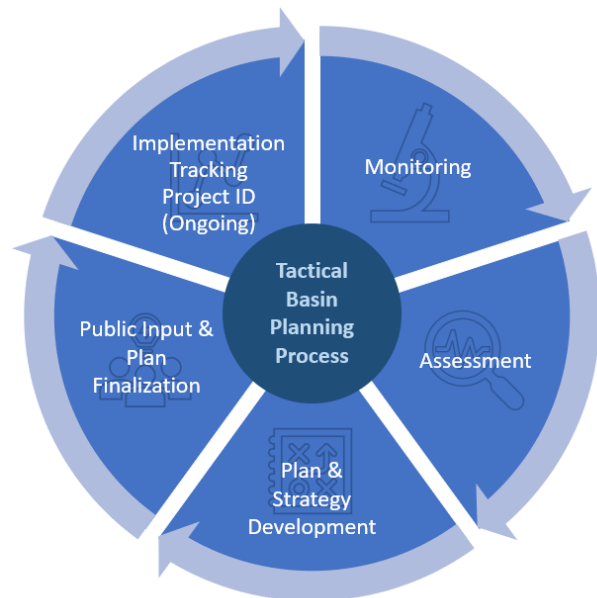 Implementation
Tracking
Project ID
(Ongoing)
Monitoring
Tactical
Basin
Planning
Process
Public Input &
Plan
Finalization
Assessment
Plan &
Strategy
Development